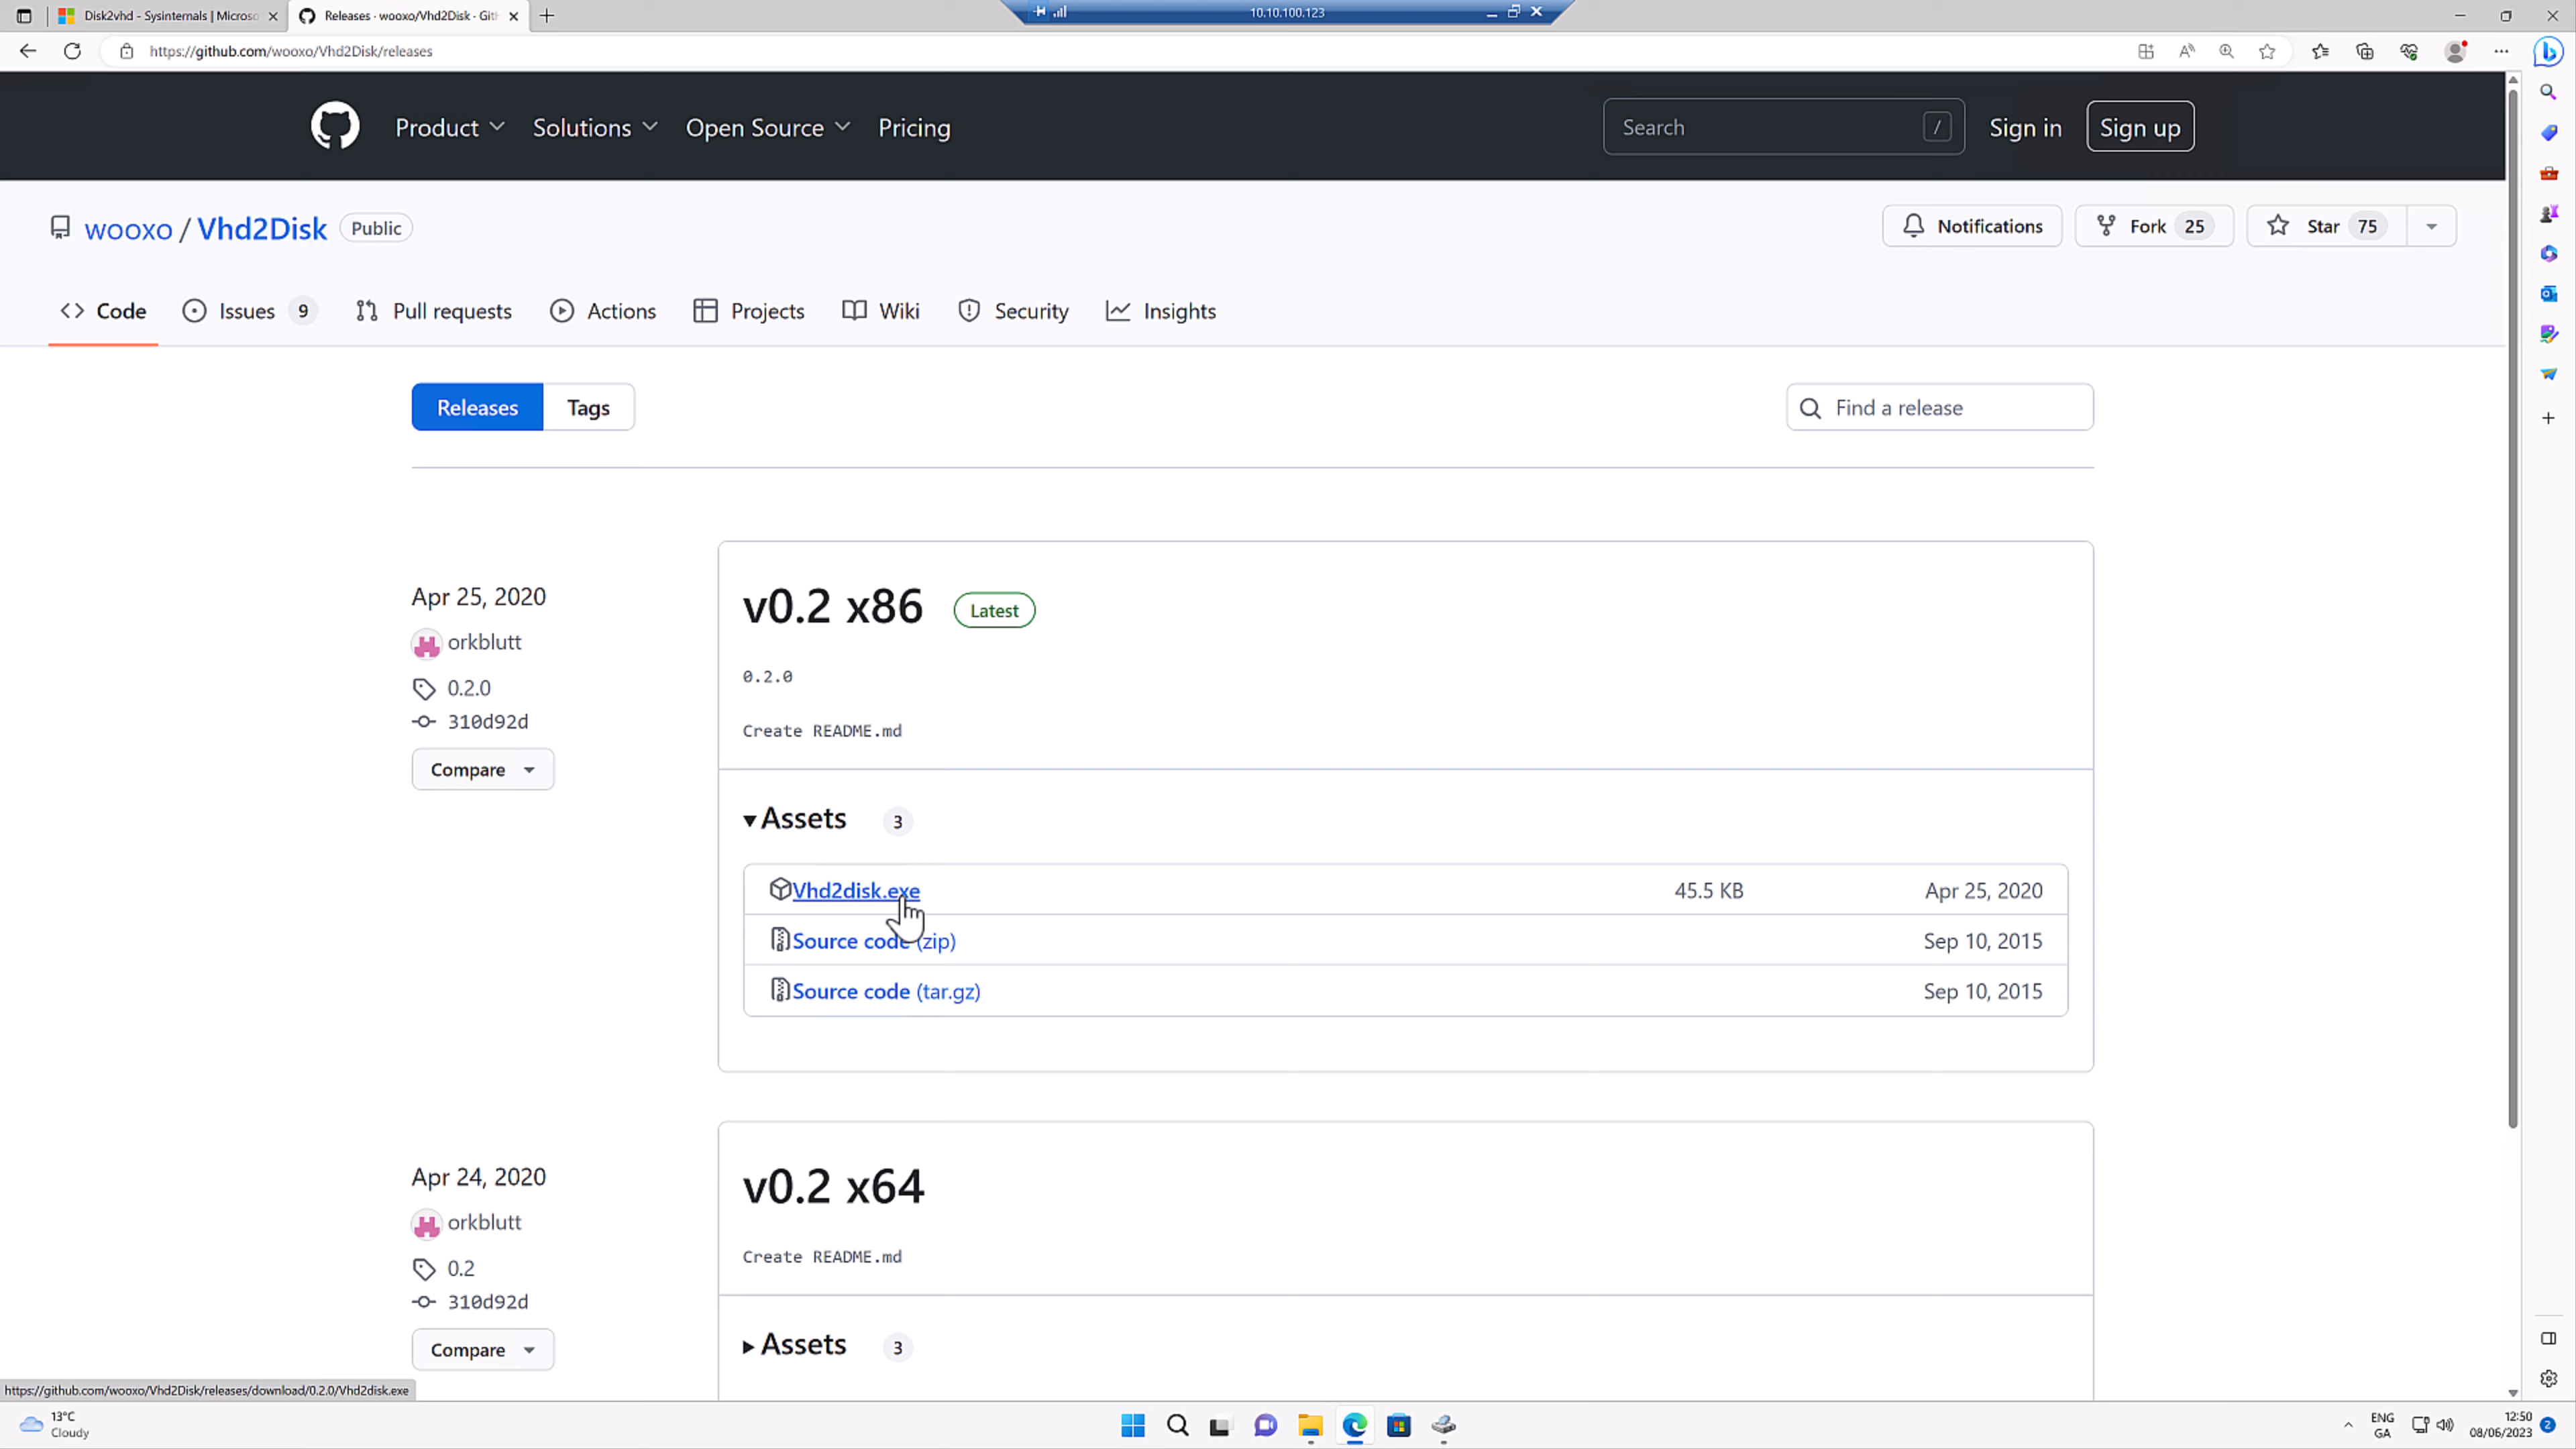 Disk2vhd - Sysinternals | Microso
Releases · wooxo/Vhd2Disk · Git
10.10.100.123
https://github.com/wooxo/Vhd2Disk/releases
Product
Solutions
Open Source
Pricing
Search
/
Sign in
Sign up
wooxo / Vhd2Disk Public
Notifications
Fork 25
Star 75
Code
Issues 9
Pull requests
Actions
Projects
Wiki
Security
Insights
Releases
Tags
Find a release
Apr 25, 2020
orkblutt
0.2.0
310d92d
Compare
v0.2 x86 Latest
0.2.0
Create README.md
Assets 3
Vhd2disk.exe 45.5 KB Apr 25, 2020
Source code (zip) Sep 10, 2015
Source code (tar.gz) Sep 10, 2015
Apr 24, 2020
orkblutt
0.2
310d92d
Compare
v0.2 x64
Create README.md
Assets 3
https://github.com/wooxo/Vhd2Disk/releases/download/0.2.0/Vhd2disk.exe
13°C
Cloudy
ENG
GA
12:50
08/06/2023
2